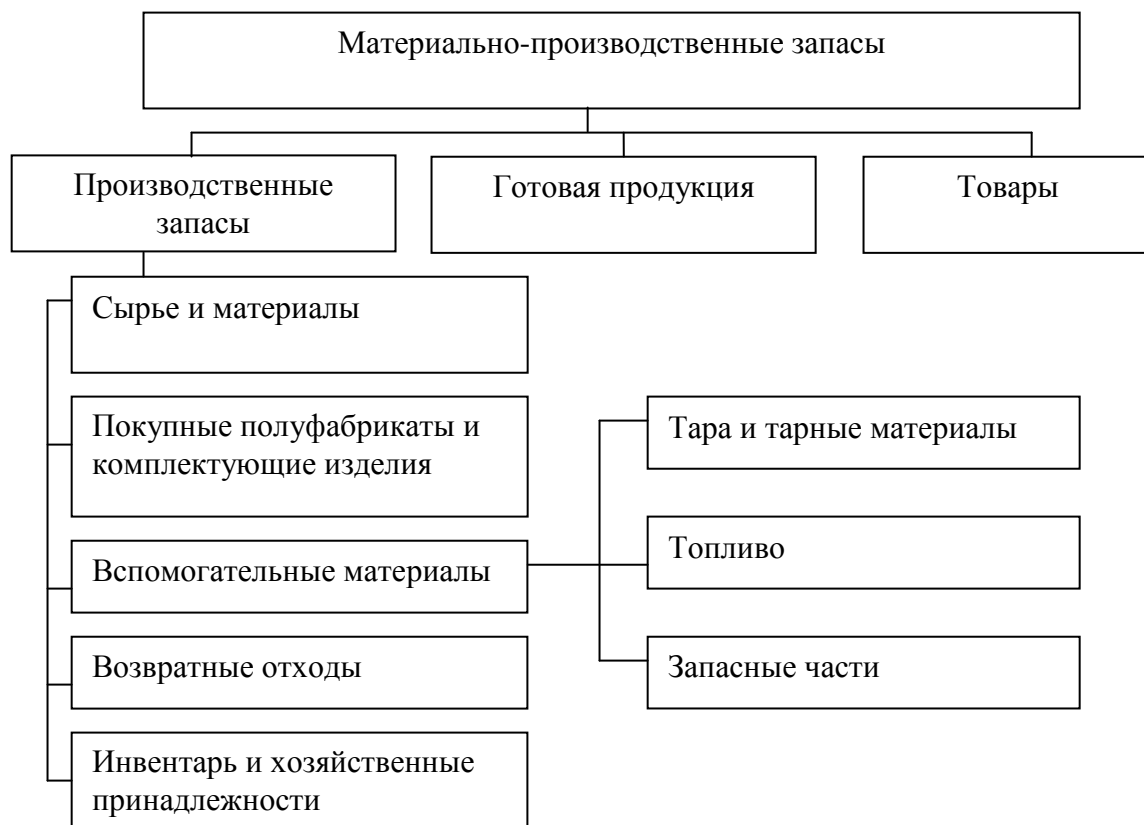 Материально-производственные запасы
Производственные
запасы
Готовая продукция
Товары
Сырье и материалы
Покупные полуфабрикаты и
комплектующие изделия
Тара и тарные материалы
Вспомогательные материалы
Топливо
Возвратные отходы
Запасные части
Инвентарь и хозяйственные
принадлежности